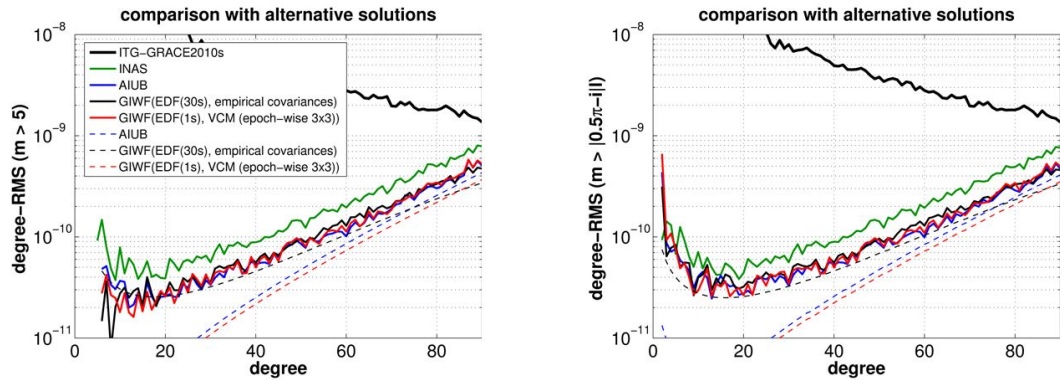 comparison with alternative solutions
10⁻⁸
10⁻⁹
10⁻¹⁰
10⁻¹¹
degree−RMS (m > 5)
ITG−GRACE2010s
INAS
AIUB
GIWF(EDF(30s), empirical covariances)
GIWF(EDF(1s), VCM (epoch−wise 3x3))
AIUB
GIWF(EDF(30s), empirical covariances)
GIWF(EDF(1s), VCM (epoch−wise 3x3))
0 20 40 60 80
degree
comparison with alternative solutions
10⁻⁸
10⁻⁹
10⁻¹⁰
10⁻¹¹
degree−RMS (m > |0.5π−i|l)
0 20 40 60 80
degree